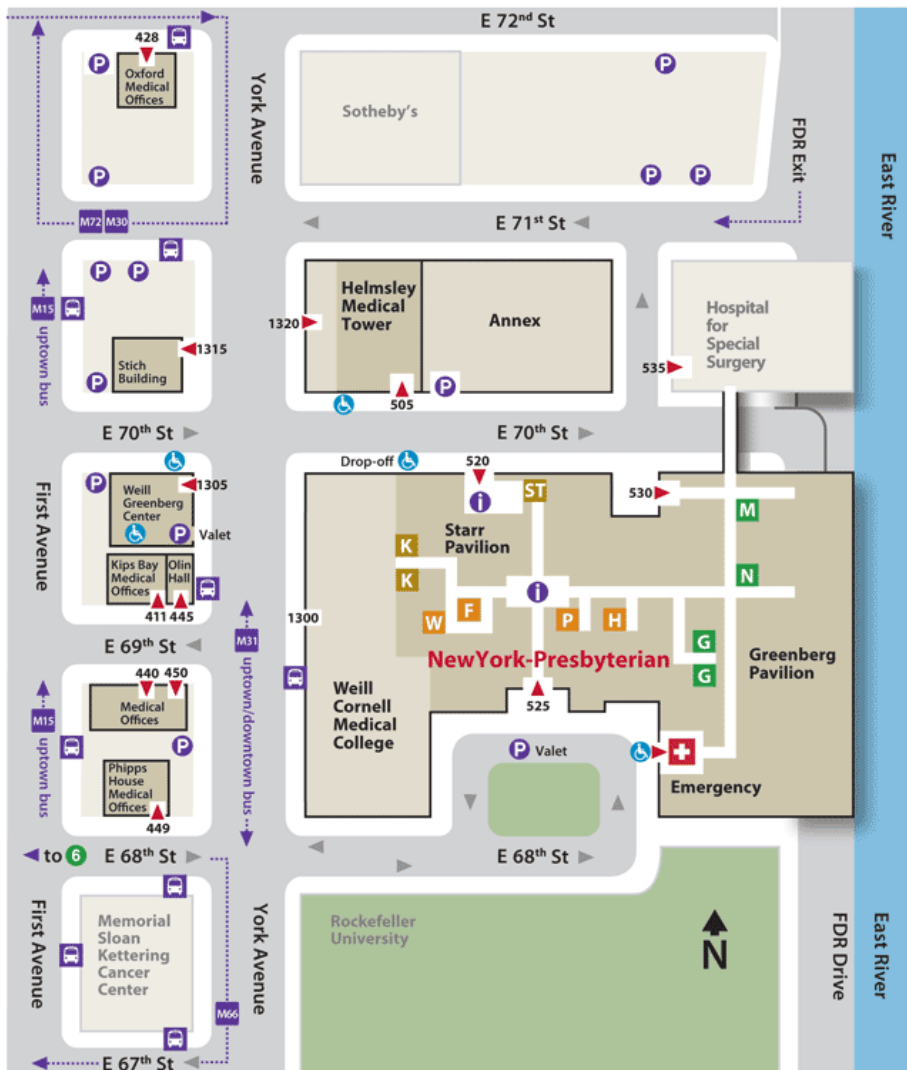 E 72nd St
428
P
Oxford
Medical
Offices
P
York Avenue
Sotheby's
P
P
P
FDR Exit
East River
M72 M30
E 71st St
P P
M15
uptown bus
1315
Stich
Building
P
1320
Helmsley
Medical
Tower
Annex
505
P
535
Hospital
for
Special
Surgery
E 70th St
E 70th St
First Avenue
P
Weill
Greenberg
Center
1305
P
Valet
Kips Bay
Medical
Offices
Olin
Hall
411
445
E 69th St
M31
uptown/downtown bus
Drop-off
520
i
ST
530
Starr
Pavilion
K
K
W
F
i
P
H
M
N
G
G
1300
NewYork-Presbyterian
Greenberg
Pavilion
525
Weill
Cornell
Medical
College
P Valet
Emergency
M15
uptown bus
440 450
Medical
Offices
P
Phipps
House
Medical
Offices
449
to 6
E 68th St
E 68th St
First Avenue
Memorial
Sloan
Kettering
Cancer
Center
York Avenue
M66
Rockefeller
University
N
FDR Drive
East River
E 67th St